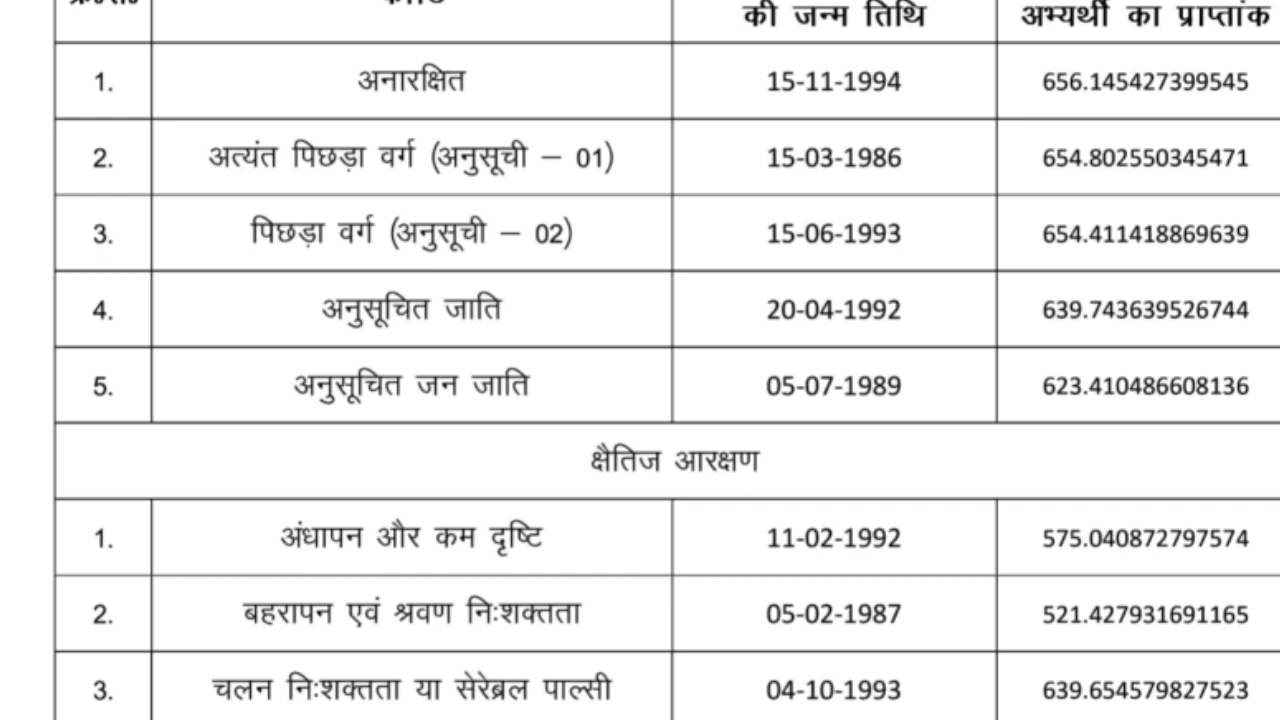 की जन्म तिथि अभ्यर्थी का प्राप्तांक
1. अनारक्षित 15-11-1994 656.145427399545
2. अत्यंत पिछड़ा वर्ग (अनुसूची – 01) 15-03-1986 654.802550345471
3. पिछड़ा वर्ग (अनुसूची – 02) 15-06-1993 654.411418869639
4. अनुसूचित जाति 20-04-1992 639.743639526744
5. अनुसूचित जन जाति 05-07-1989 623.410486608136
क्षैतिज आरक्षण
1. अंधापन और कम दृष्टि 11-02-1992 575.040872797574
2. बहरापन एवं श्रवण निःशक्तता 05-02-1987 521.427931691165
3. चलन निःशक्तता या सेरेब्रल पाल्सी 04-10-1993 639.654579827523